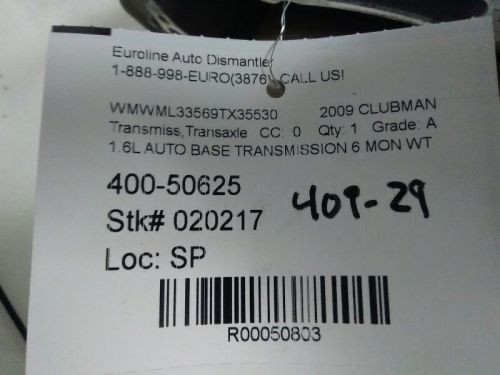 Euroline Auto Dismantler
1-888-998-EURO(3876) CALL US!
WMWML33569TX35530 2009 CLUBMAN
Transmiss,Transaxle CC: 0 Qty: 1 Grade: A
1.6L AUTO BASE TRANSMISSION 6 MON WT
400-50625
409-29
Stk# 020217
Loc: SP
R00050803